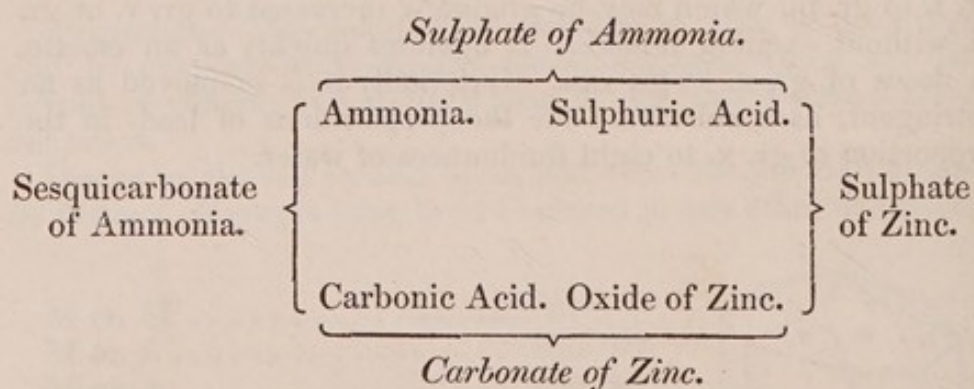 Sulphate of Ammonia.
Ammonia. Sulphuric Acid.
Sesquicarbonate
of Ammonia.
Sulphate
of Zinc.
Carbonic Acid. Oxide of Zinc.
Carbonate of Zinc.